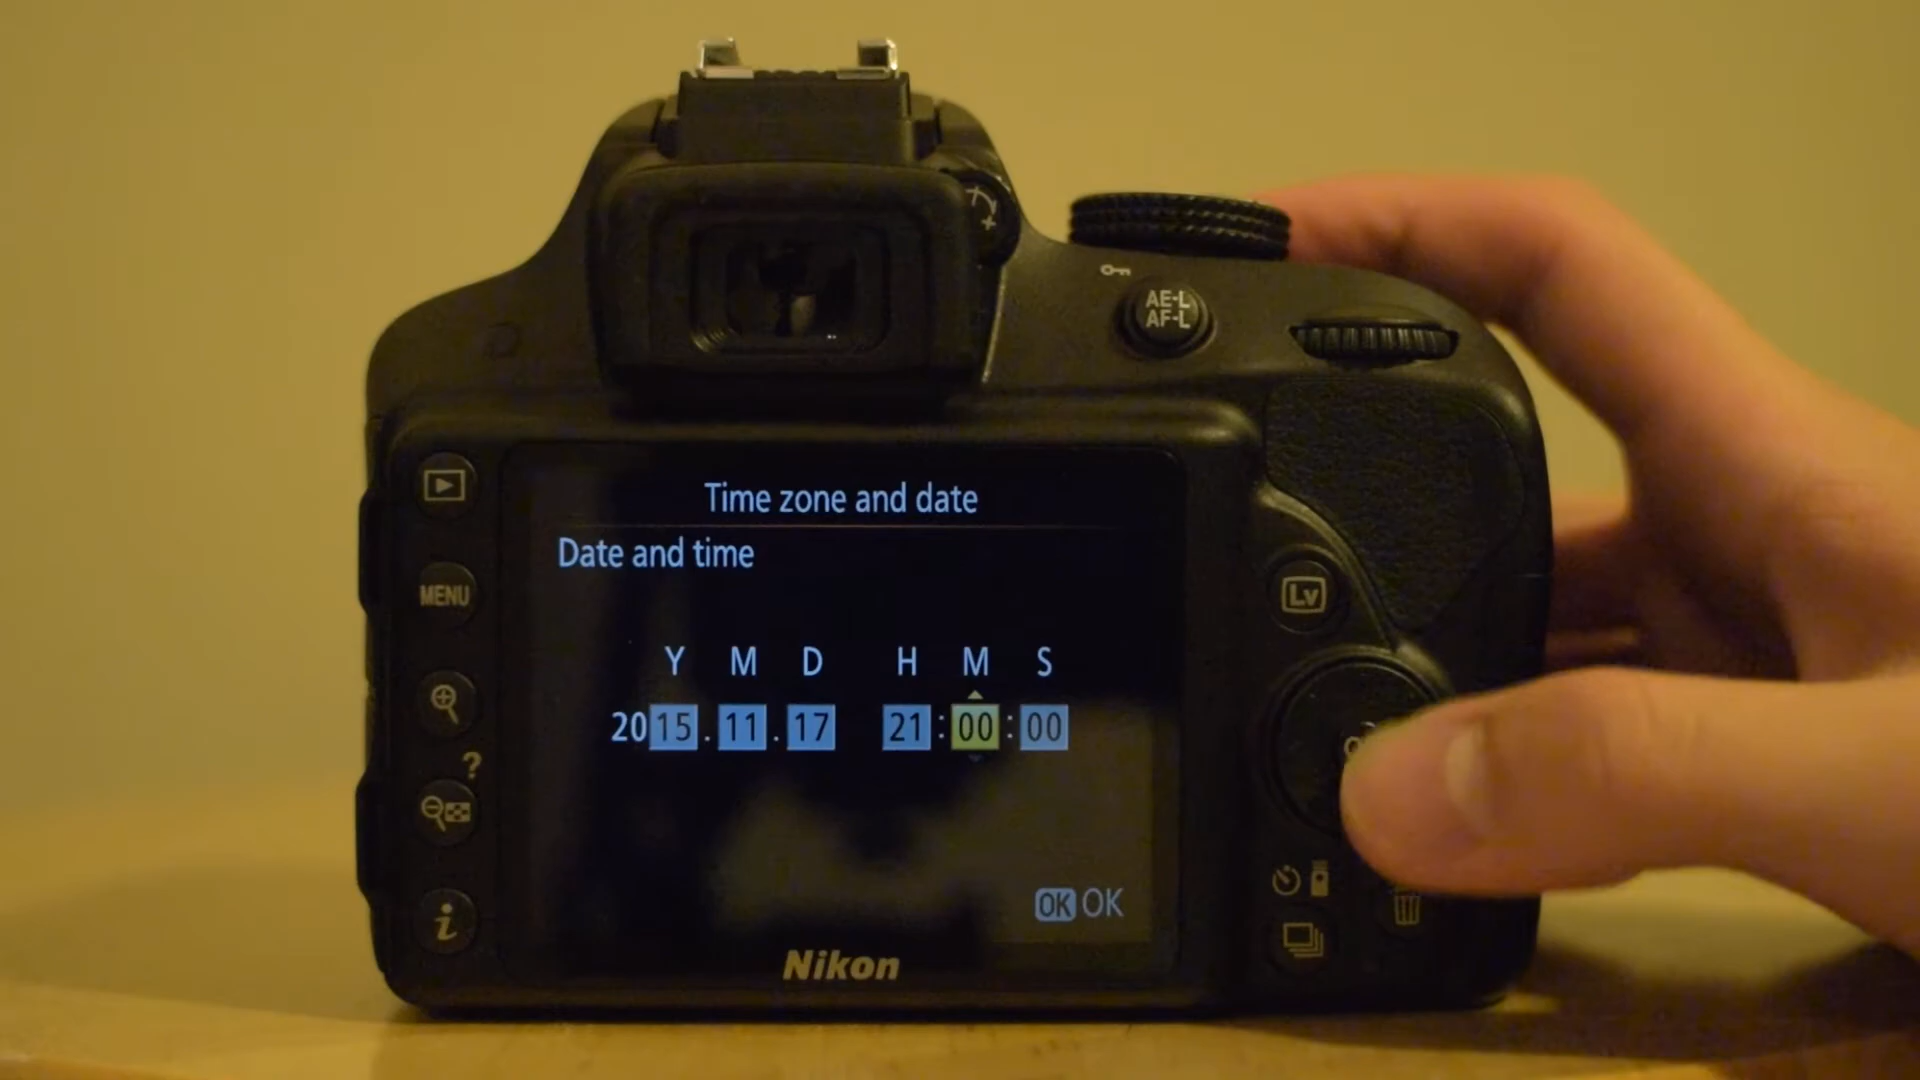 AE-L
AF-L
Time zone and date
Date and time
MENU
Lv
Y M D H M S
2015.11.17 21:00:00
?
i
OK OK
Nikon